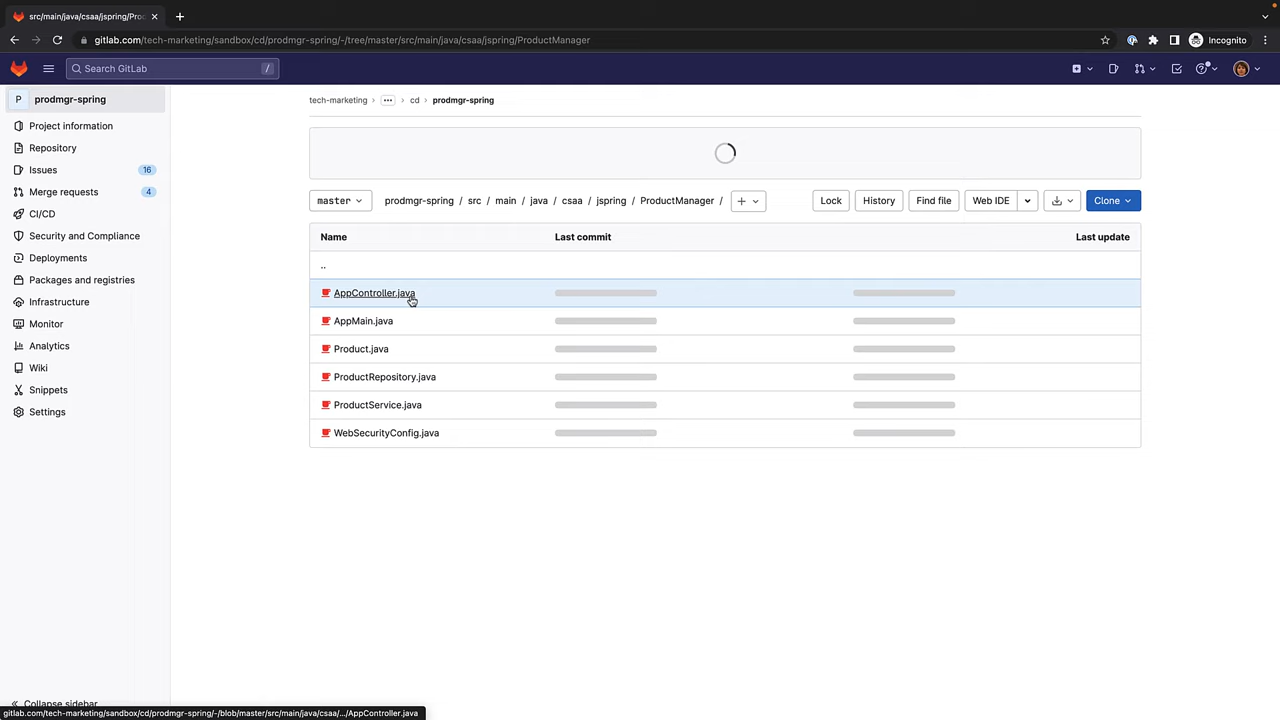 src/main/java/csaa/jspring/Pro
gitlab.com/tech-marketing/sandbox/cd/prodmgr-spring/-/tree/master/src/main/java/csaa/jspring/ProductManager
Incognito
Search GitLab
/
P
prodmgr-spring
Project information
Repository
Issues
16
Merge requests
4
CI/CD
Security and Compliance
Deployments
Packages and registries
Infrastructure
Monitor
Analytics
Wiki
Snippets
Settings
Collapse sidebar
tech-marketing › ··· › cd › prodmgr-spring
master
prodmgr-spring / src / main / java / csaa / jspring / ProductManager /
+
Lock
History
Find file
Web IDE
Clone
Name Last commit Last update
..
AppController.java
AppMain.java
Product.java
ProductRepository.java
ProductService.java
WebSecurityConfig.java
gitlab.com/tech-marketing/sandbox/cd/prodmgr-spring/-/blob/master/src/main/java/csaa/.../AppController.java